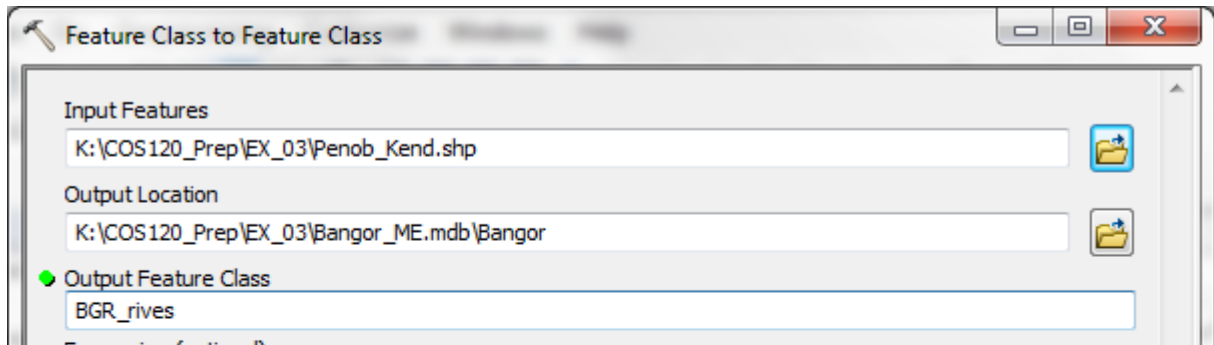 Feature Class to Feature Class
Input Features
K:\COS120_Prep\EX_03\Penob_Kend.shp
Output Location
K:\COS120_Prep\EX_03\Bangor_ME.mdb\Bangor
Output Feature Class
BGR_rives